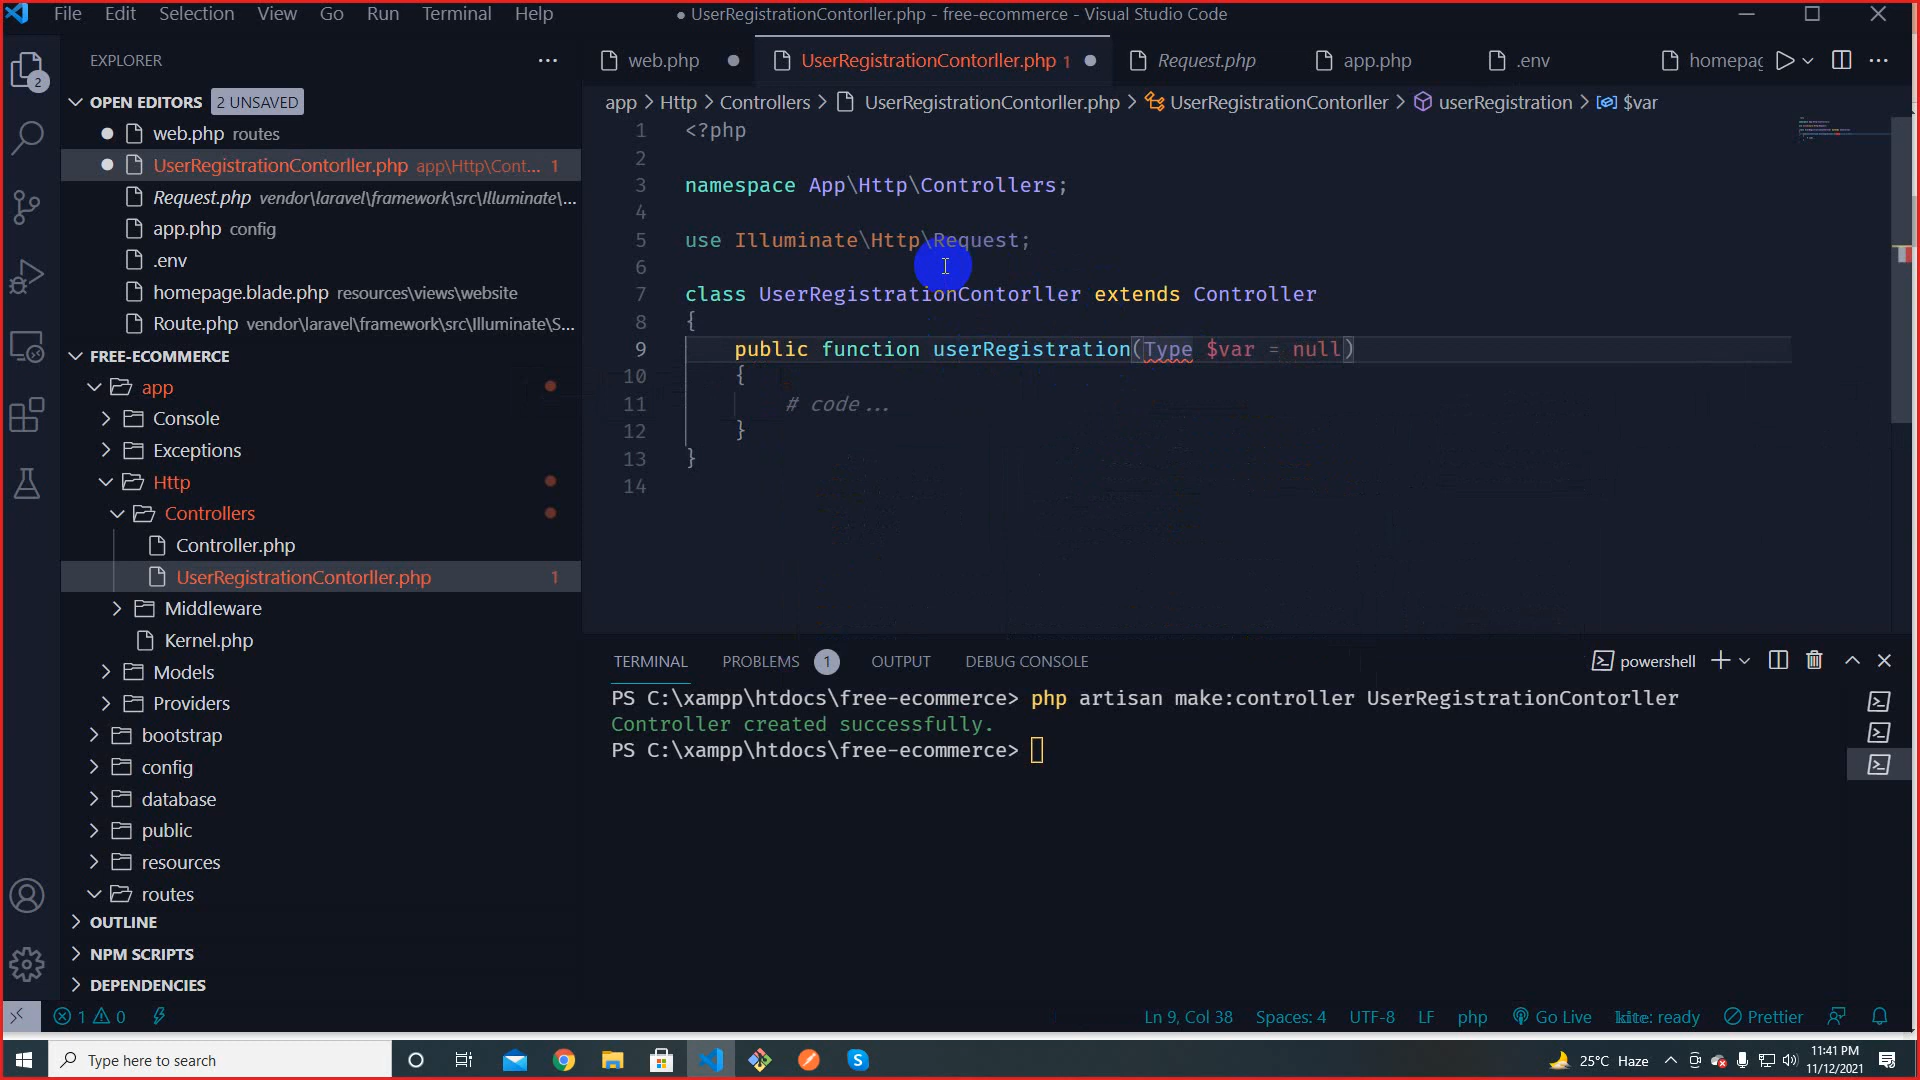 File Edit Selection View Go Run Terminal Help
● UserRegistrationContorller.php - free-ecommerce - Visual Studio Code
EXPLORER
web.php
UserRegistrationContorller.php 1
Request.php
app.php
.env
homepag
OPEN EDITORS 2 UNSAVED
web.php routes
UserRegistrationContorller.php app\Http\Cont... 1
Request.php vendor\laravel\framework\src\Illuminate\...
app.php config
.env
homepage.blade.php resources\views\website
Route.php vendor\laravel\framework\src\Illuminate\S...
FREE-ECOMMERCE
app
Console
Exceptions
Http
Controllers
Controller.php
UserRegistrationContorller.php 1
Middleware
Kernel.php
Models
Providers
bootstrap
config
database
public
resources
routes
OUTLINE
NPM SCRIPTS
DEPENDENCIES
2
app > Http > Controllers > UserRegistrationContorller.php > UserRegistrationContorller > userRegistration > $var
1 <?php
2
3 namespace App\Http\Controllers;
4
5 use Illuminate\Http\Request;
6
7 class UserRegistrationContorller extends Controller
8 {
9 public function userRegistration(Type $var = null)
10 {
11 # code...
12 }
13 }
14
TERMINAL PROBLEMS 1 OUTPUT DEBUG CONSOLE
powershell
PS C:\xampp\htdocs\free-ecommerce> php artisan make:controller UserRegistrationContorller
Controller created successfully.
PS C:\xampp\htdocs\free-ecommerce>
1 0
Ln 9, Col 38 Spaces: 4 UTF-8 LF php Go Live kite: ready Prettier
Type here to search
25°C Haze
11:41 PM
11/12/2021